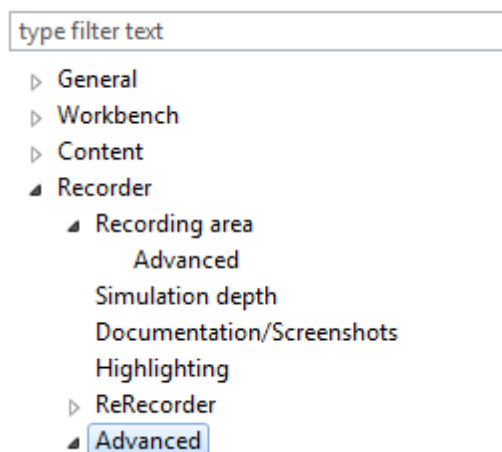 type filter text
General
Workbench
Content
Recorder
Recording area
Advanced
Simulation depth
Documentation/Screenshots
Highlighting
ReRecorder
Advanced